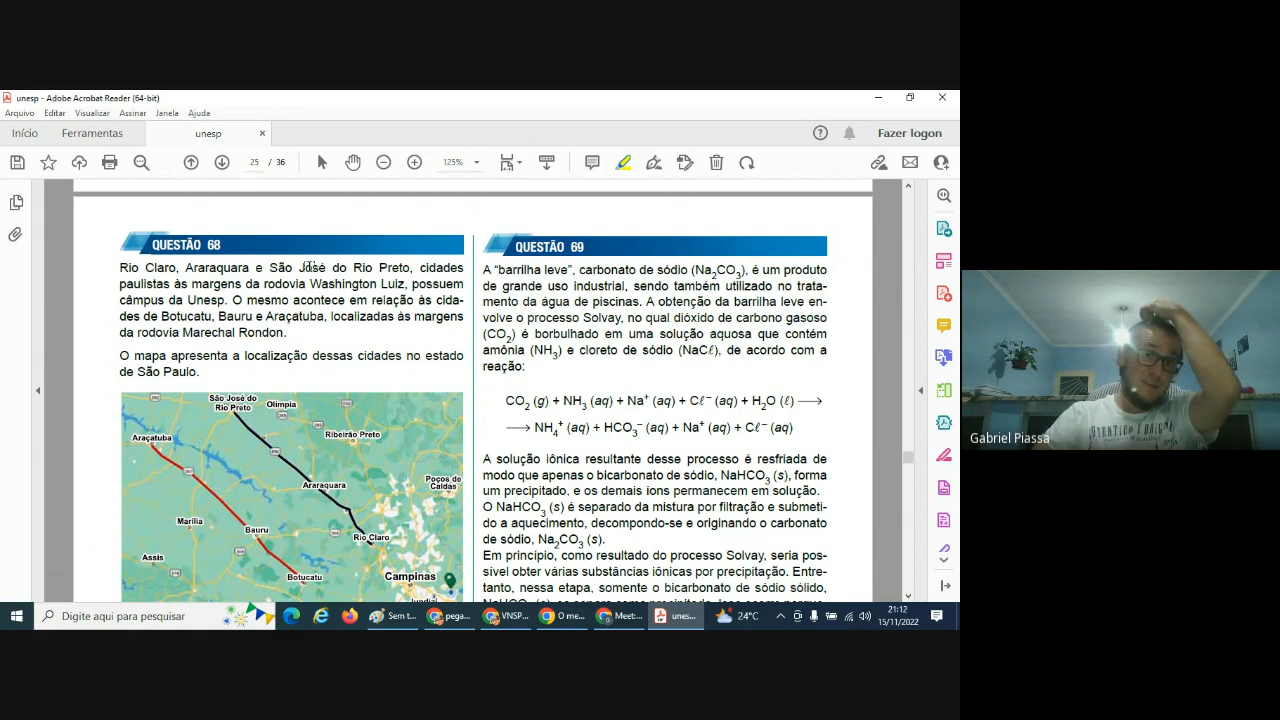 unesp - Adobe Acrobat Reader (64-bit)
Arquivo Editar Visualizar Assinar Janela Ajuda
Início Ferramentas unesp Fazer logon
25 / 36 125%
QUESTÃO 68
Rio Claro, Araraquara e São José do Rio Preto, cidades
paulistas às margens da rodovia Washington Luiz, possuem
câmpus da Unesp. O mesmo acontece em relação às cida-
des de Botucatu, Bauru e Araçatuba, localizadas às margens
da rodovia Marechal Rondon.
O mapa apresenta a localização dessas cidades no estado
de São Paulo.
São José do
Rio Preto
Olímpia
Araçatuba
Ribeirão Preto
Araraquara
Poços de
Caldas
Marília
Bauru
Rio Claro
Assis
Botucatu
Campinas
Jundiaí
QUESTÃO 69
A “barrilha leve”, carbonato de sódio (Na₂CO₃), é um produto
de grande uso industrial, sendo também utilizado no trata-
mento da água de piscinas. A obtenção da barrilha leve en-
volve o processo Solvay, no qual dióxido de carbono gasoso
(CO₂) é borbulhado em uma solução aquosa que contém
amônia (NH₃) e cloreto de sódio (NaCℓ), de acordo com a
reação:
CO₂ (g) + NH₃ (aq) + Na⁺ (aq) + Cℓ⁻ (aq) + H₂O (ℓ) ⟶
⟶ NH₄⁺ (aq) + HCO₃⁻ (aq) + Na⁺ (aq) + Cℓ⁻ (aq)
A solução iônica resultante desse processo é resfriada de
modo que apenas o bicarbonato de sódio, NaHCO₃ (s), forma
um precipitado, e os demais íons permanecem em solução.
O NaHCO₃ (s) é separado da mistura por filtração e submeti-
do a aquecimento, decompondo-se e originando o carbonato
de sódio, Na₂CO₃ (s).
Em princípio, como resultado do processo Solvay, seria pos-
sível obter várias substâncias iônicas por precipitação. Entre-
tanto, nessa etapa, somente o bicarbonato de sódio sólido,
Gabriel Piassa
Digite aqui para pesquisar
Sem t...
pega...
VNSP...
O me...
Meet:...
unes...
24°C
21:12
15/11/2022